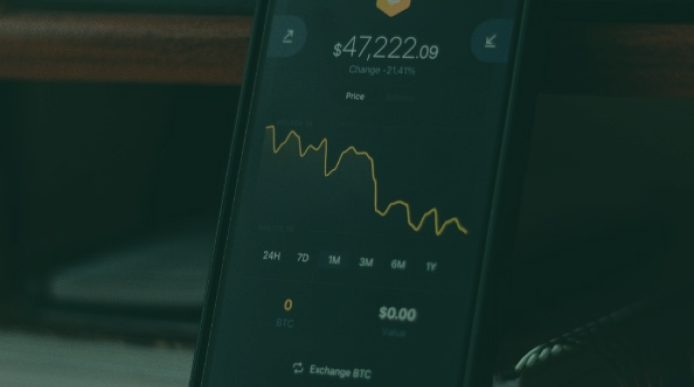 $47,222.09
Change -21,41%
Price
24H 7D 1M 3M 6M 1Y
0 $0.00
BTC Value
Exchange BTC